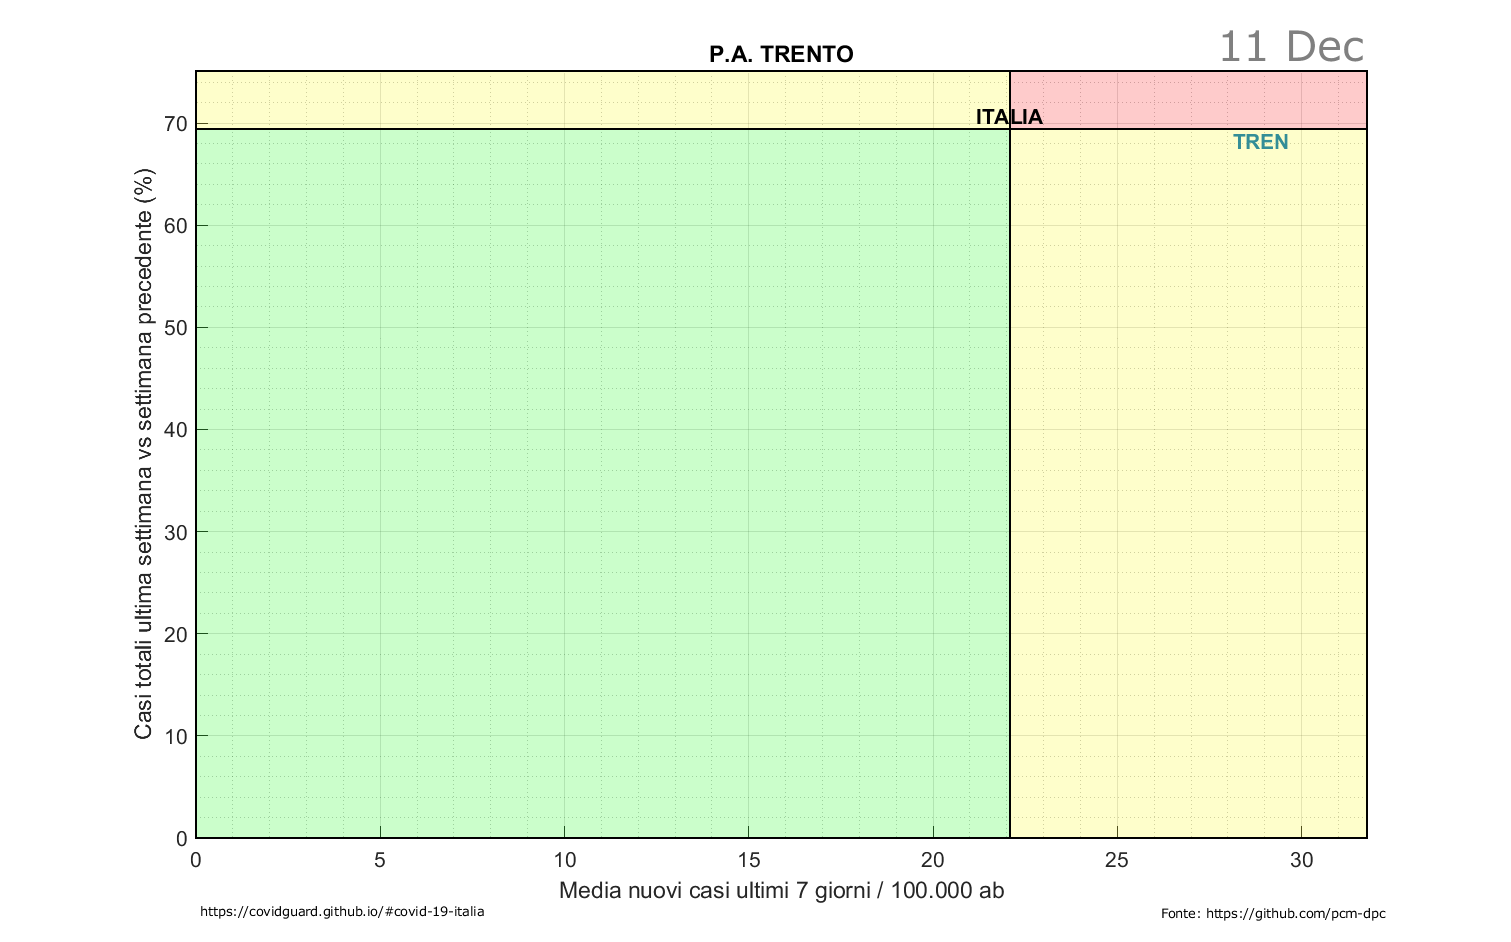 11 Dec
P.A. TRENTO
ITALIA
TREN
70
60
50
40
30
20
10
0
Casi totali ultima settimana vs settimana precedente (%)
0 5 10 15 20 25 30
Media nuovi casi ultimi 7 giorni / 100.000 ab
https://covidguard.github.io/#covid-19-italia
Fonte: https://github.com/pcm-dpc